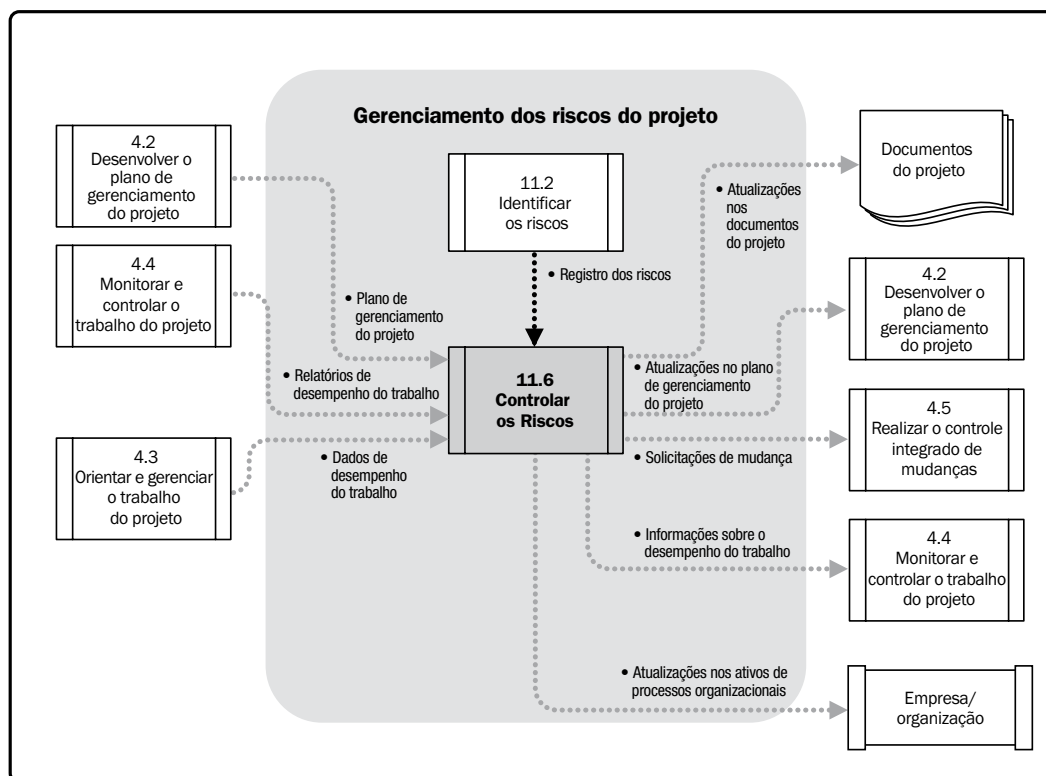 Gerenciamento dos riscos do projeto
4.2
Desenvolver o
plano de
gerenciamento
do projeto
4.4
Monitorar e
controlar o
trabalho do projeto
4.3
Orientar e gerenciar
o trabalho
do projeto
11.2
Identificar
os riscos
• Registro dos riscos
• Plano de
gerenciamento
do projeto
• Relatórios de
desempenho do trabalho
• Dados de
desempenho
do trabalho
11.6
Controlar
os Riscos
• Atualizações
nos
documentos
do projeto
• Atualizações no plano
de gerenciamento
do projeto
• Solicitações de mudança
• Informações sobre o
desempenho do trabalho
• Atualizações nos ativos de
processos organizacionais
Documentos
do projeto
4.2
Desenvolver o
plano de
gerenciamento
do projeto
4.5
Realizar o controle
integrado de
mudanças
4.4
Monitorar e
controlar o trabalho
do projeto
Empresa/
organização